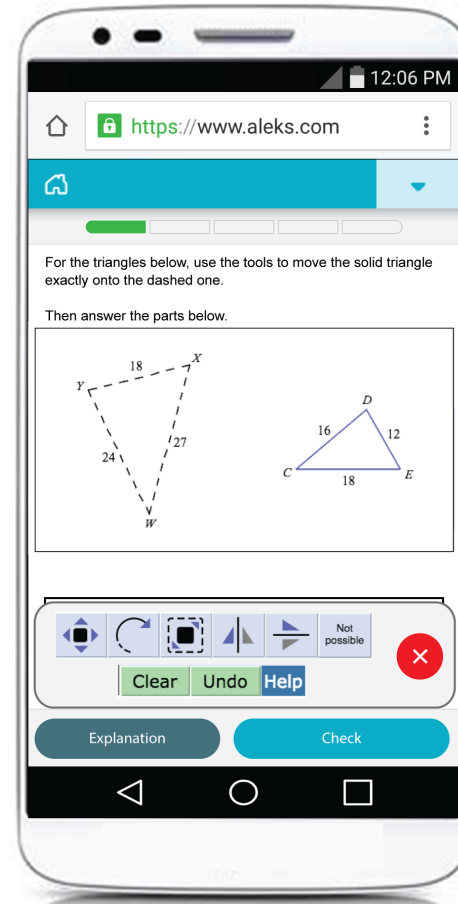 12:06 PM
https://www.aleks.com
For the triangles below, use the tools to move the solid triangle
exactly onto the dashed one.
Then answer the parts below.
18
X
Y
D
16
12
24
27
C
18
E
W
Not
possible
Clear
Undo
Help
Explanation
Check